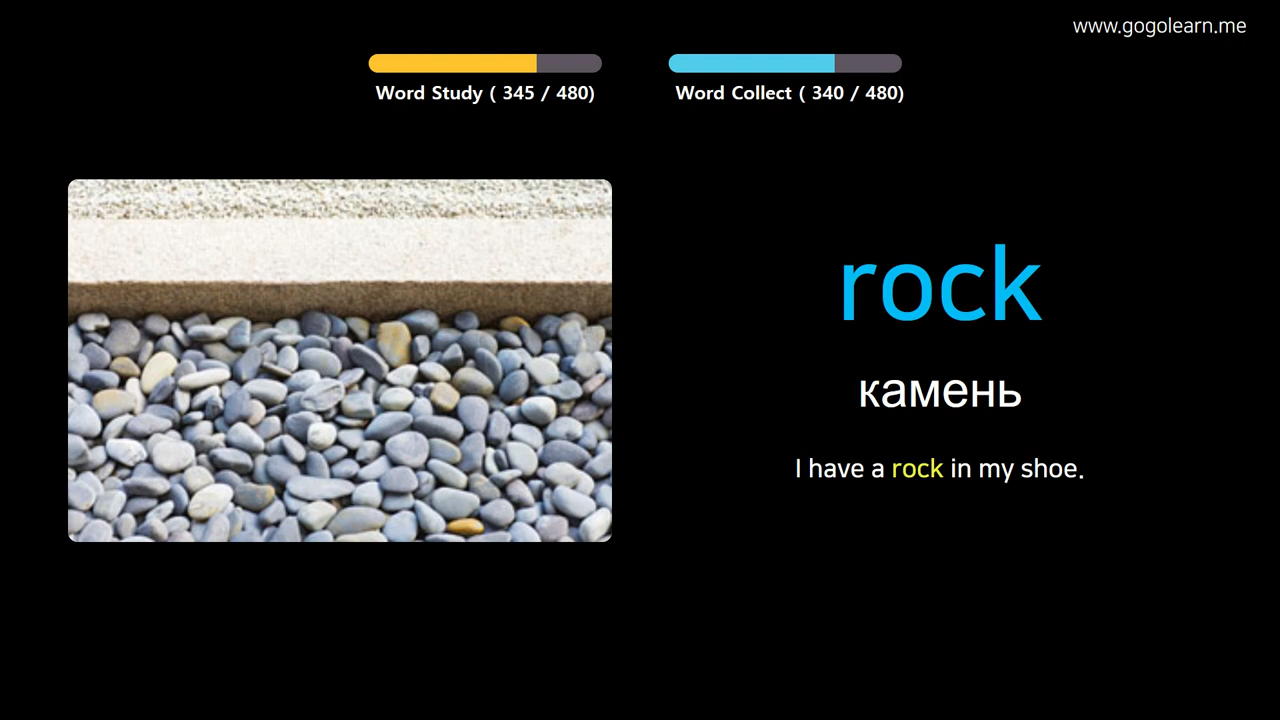 www.gogolearn.me
Word Study ( 345 / 480)
Word Collect ( 340 / 480)
rock
камень
I have a rock in my shoe.